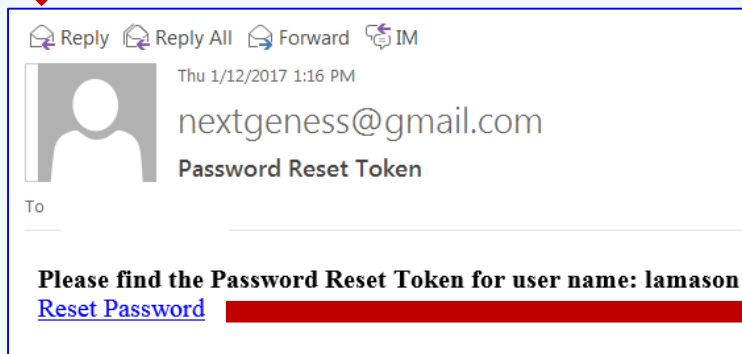 Reply Reply All Forward IM
Thu 1/12/2017 1:16 PM
nextgeness@gmail.com
Password Reset Token
To
Please find the Password Reset Token for user name: lamason
Reset Password